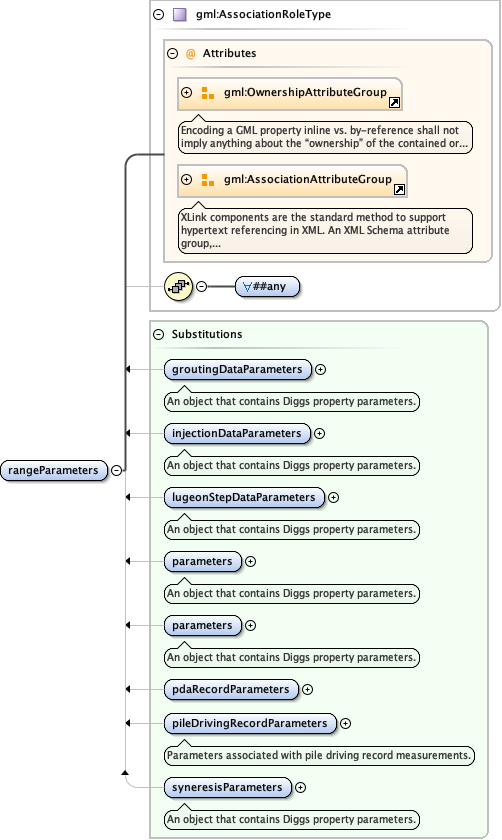 gml:AssociationRoleType
@ Attributes
gml:OwnershipAttributeGroup
Encoding a GML property inline vs. by-reference shall not
imply anything about the "ownership" of the contained or...
gml:AssociationAttributeGroup
XLink components are the standard method to support
hypertext referencing in XML. An XML Schema attribute
group,...
∀##any
Substitutions
groutingDataParameters
An object that contains Diggs property parameters.
injectionDataParameters
An object that contains Diggs property parameters.
rangeParameters
lugeonStepDataParameters
An object that contains Diggs property parameters.
parameters
An object that contains Diggs property parameters.
parameters
An object that contains Diggs property parameters.
pdaRecordParameters
pileDrivingRecordParameters
Parameters associated with pile driving record measurements.
syneresisParameters
An object that contains Diggs property parameters.